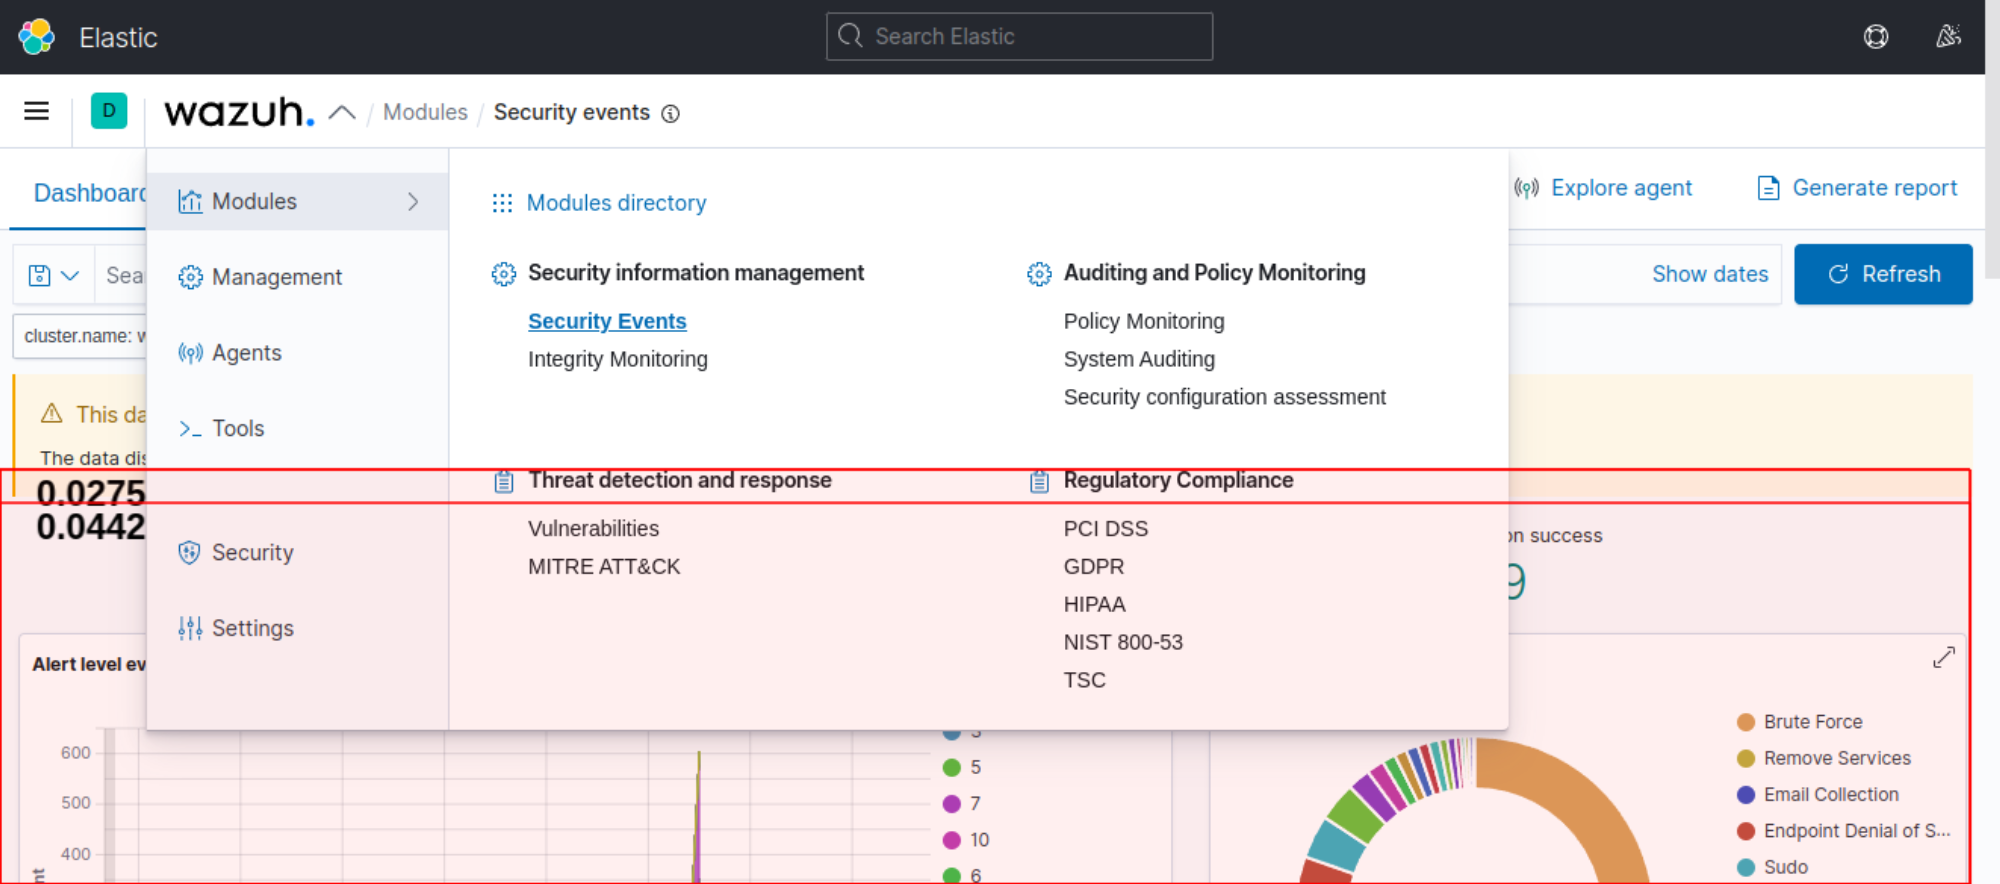 Elastic
Search Elastic
D
wazuh.
/ Modules / Security events
Dashboard
Modules
Modules directory
Explore agent
Generate report
Sea
Management
Security information management
Auditing and Policy Monitoring
Show dates
Refresh
cluster.name: w
Security Events
Policy Monitoring
Agents
Integrity Monitoring
System Auditing
Security configuration assessment
This da
Tools
The data dis
0.0275
Threat detection and response
Regulatory Compliance
0.0442
Vulnerabilities
PCI DSS
on success
Security
MITRE ATT&CK
GDPR
9
HIPAA
Settings
NIST 800-53
Alert level ev
TSC
3
Brute Force
600
5
Remove Services
500
7
Email Collection
10
Endpoint Denial of S...
400
6
Sudo
nt